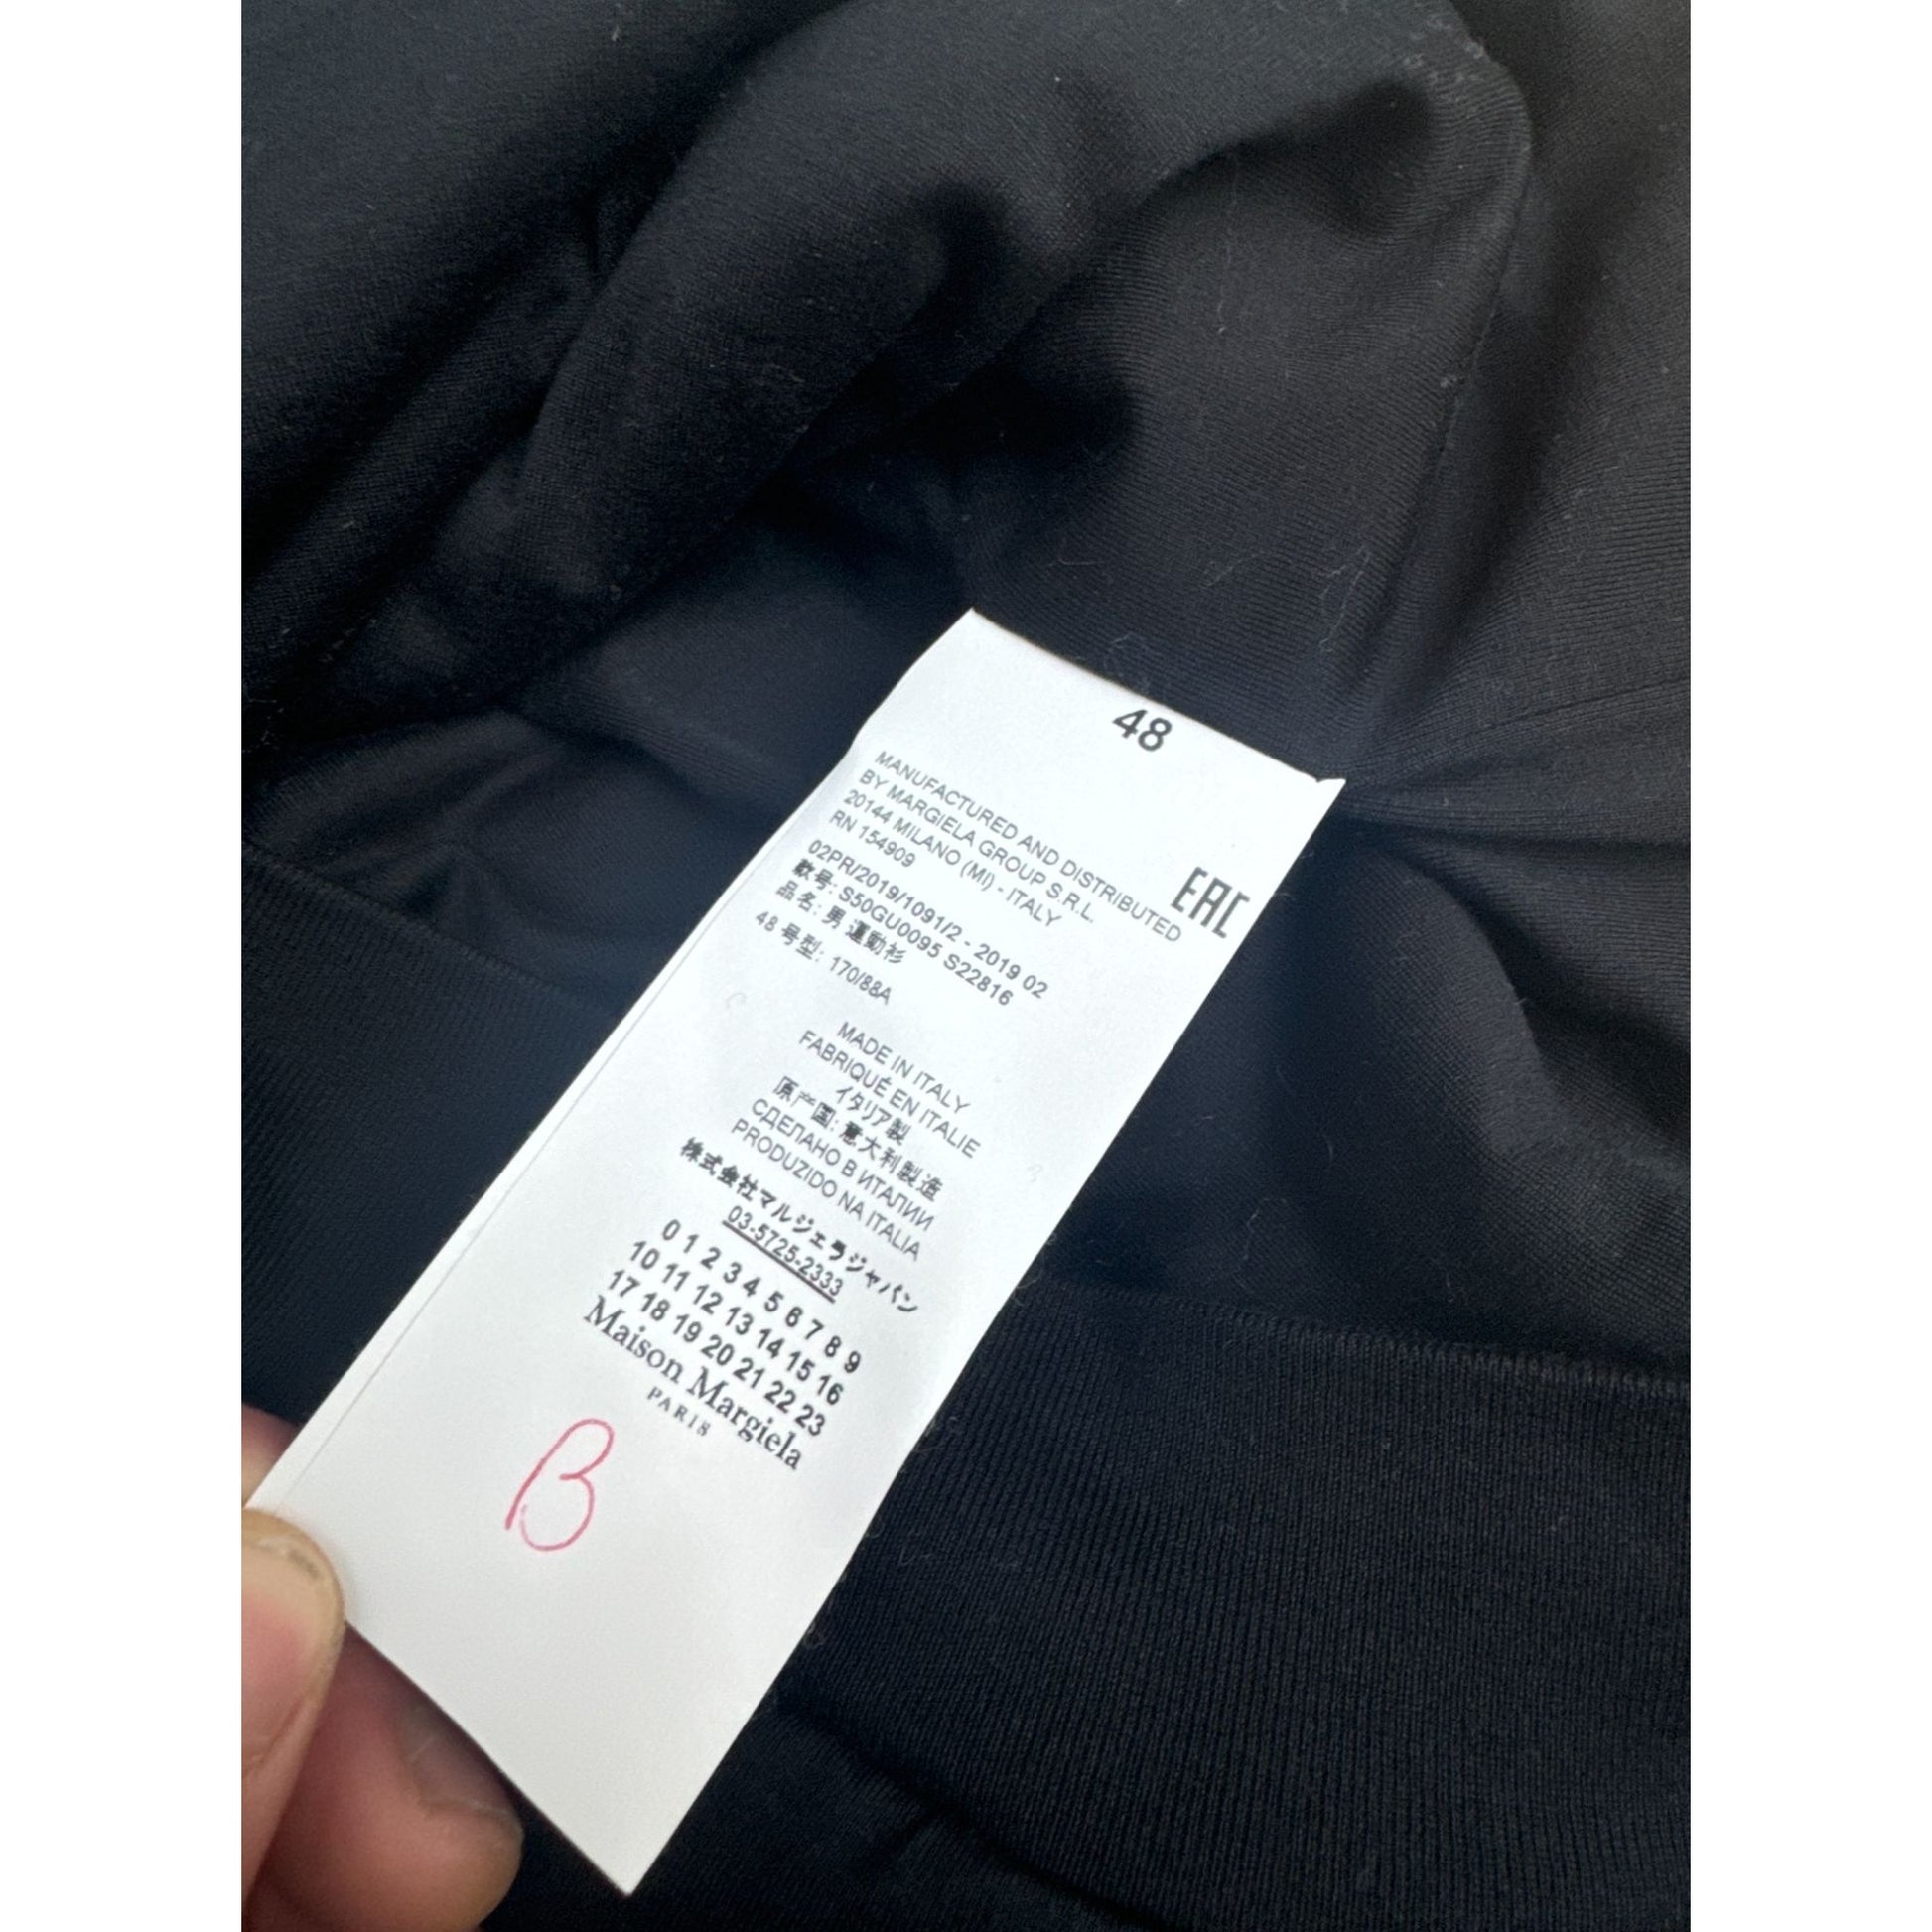 48
MANUFACTURED AND DISTRIBUTED
BY MARGIELA GROUP S.R.L.
20144 MILANO (MI) - ITALY
RN 154909
EAC
02PR/2019/1091/2 - 2019 02
款号: S50GU0095 S22816
品名: 男 運動衫
48 号型: 170/88A
MADE IN ITALY
FABRIQUÉ EN ITALIE
イタリア製
原产国: 意大利製造
СДЕЛАНО В ИТАЛИИ
PRODUZIDO NA ITALIA
株式会社マルジェラジャパン
03-5725-2333
0 1 2 3 4 5 6 7 8 9
10 11 12 13 14 15 16
17 18 19 20 21 22 23
Maison Margiela
PARIS
B